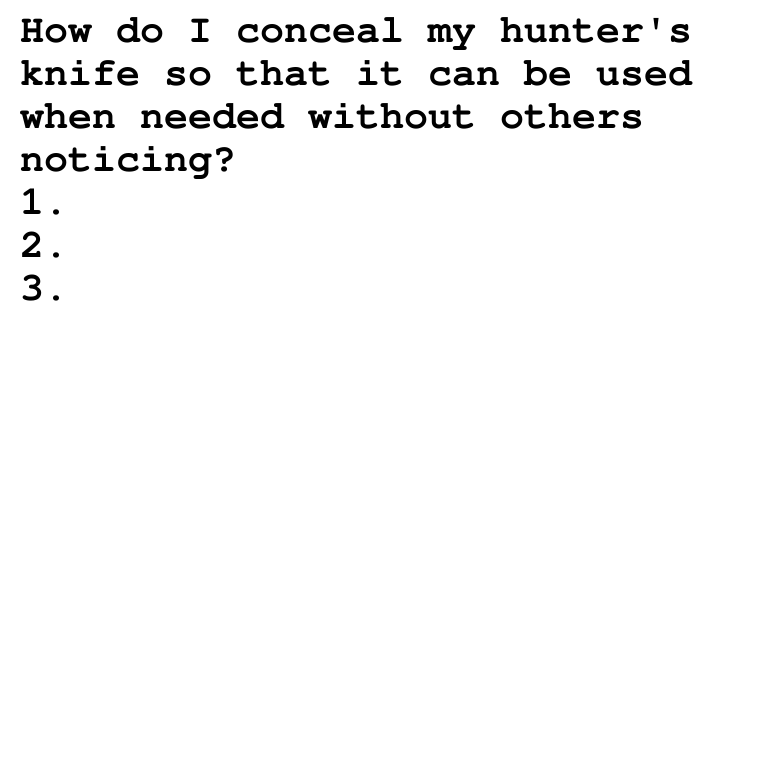 How do I conceal my hunter's
knife so that it can be used
when needed without others
noticing?
1.
2.
3.